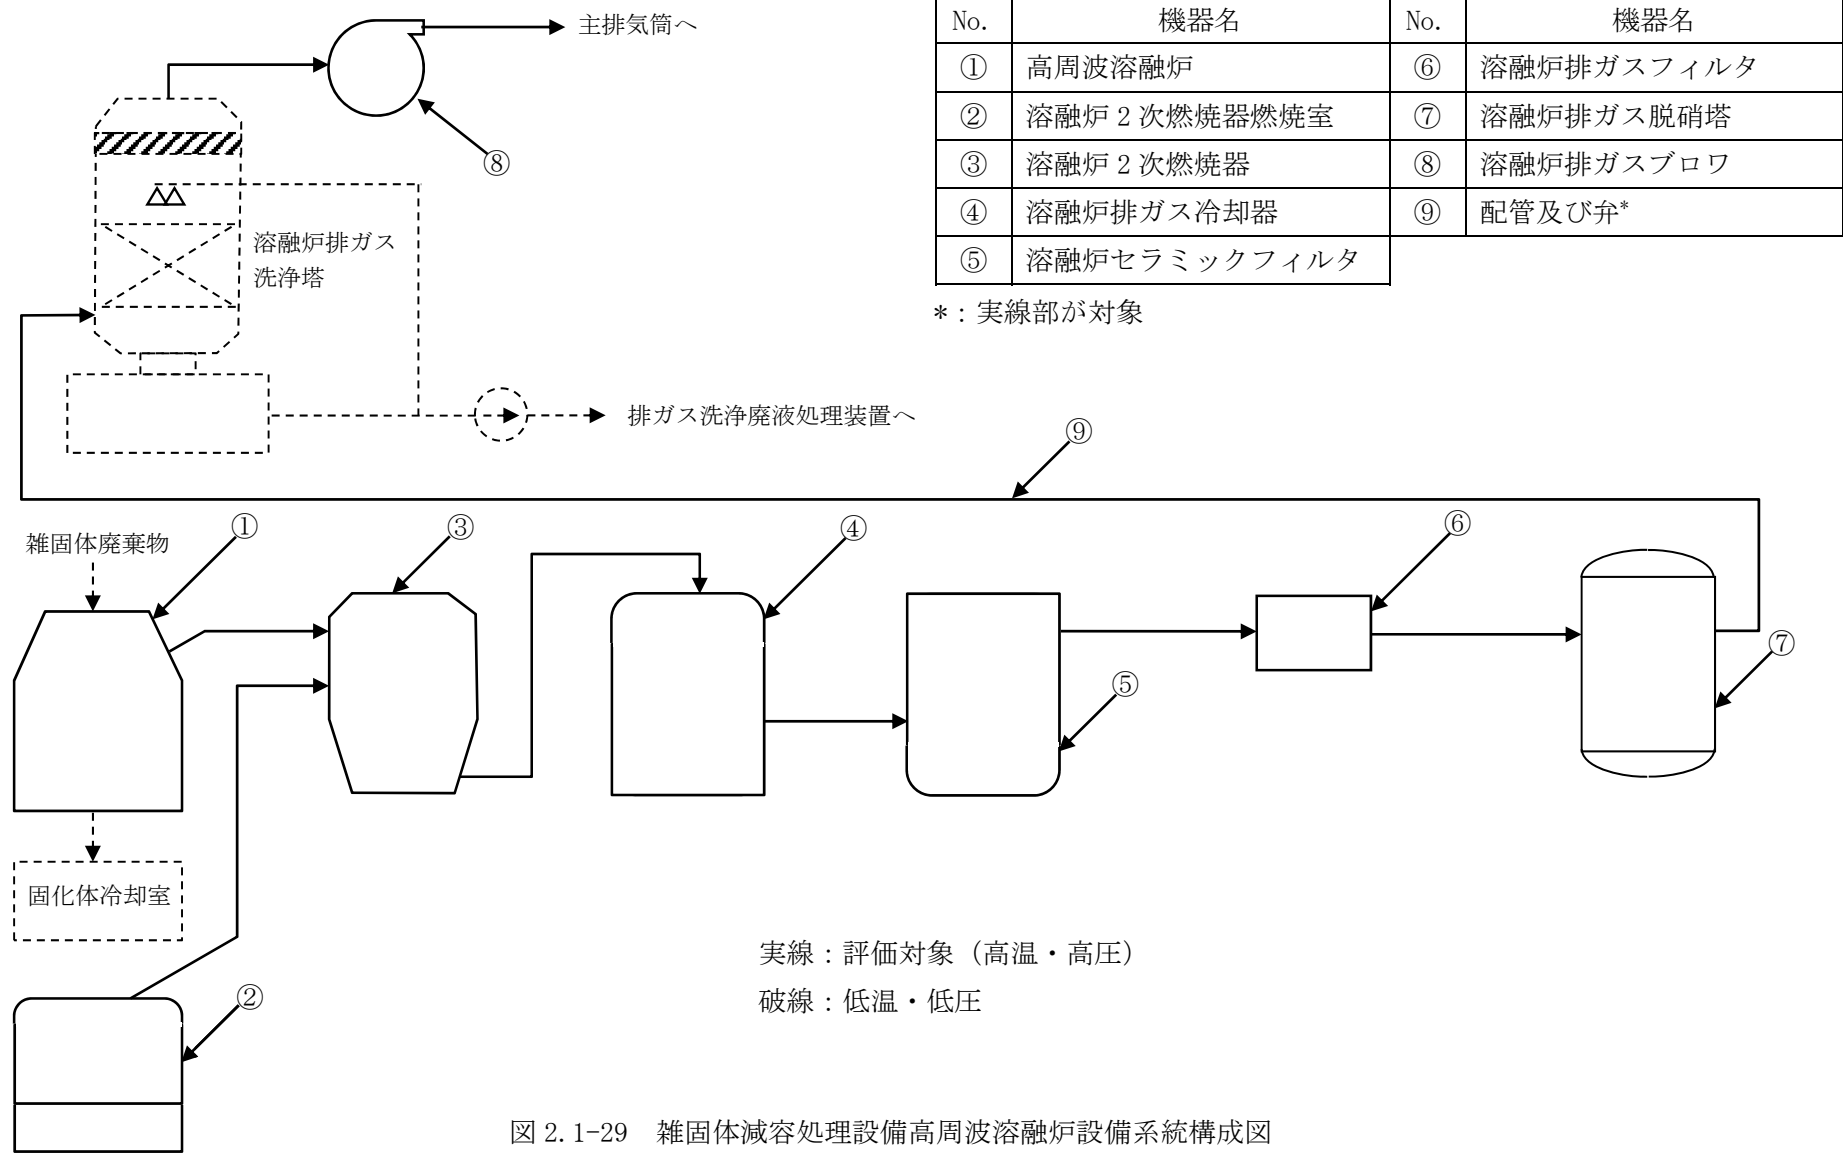 主排気筒へ
⑧
溶融炉排ガス
洗浄塔
排ガス洗浄廃液処理装置へ
No. 機器名 No. 機器名
① 高周波溶融炉 ⑥ 溶融炉排ガスフィルタ
② 溶融炉2次燃焼器燃焼室 ⑦ 溶融炉排ガス脱硝塔
③ 溶融炉2次燃焼器 ⑧ 溶融炉排ガスブロワ
④ 溶融炉排ガス冷却器 ⑨ 配管及び弁*
⑤ 溶融炉セラミックフィルタ
*：実線部が対象
⑨
雑固体廃棄物
①
③
④
⑥
⑦
⑤
固化体冷却室
②
実線：評価対象（高温・高圧）
破線：低温・低圧
図 2.1-29　雑固体減容処理設備高周波溶融炉設備系統構成図